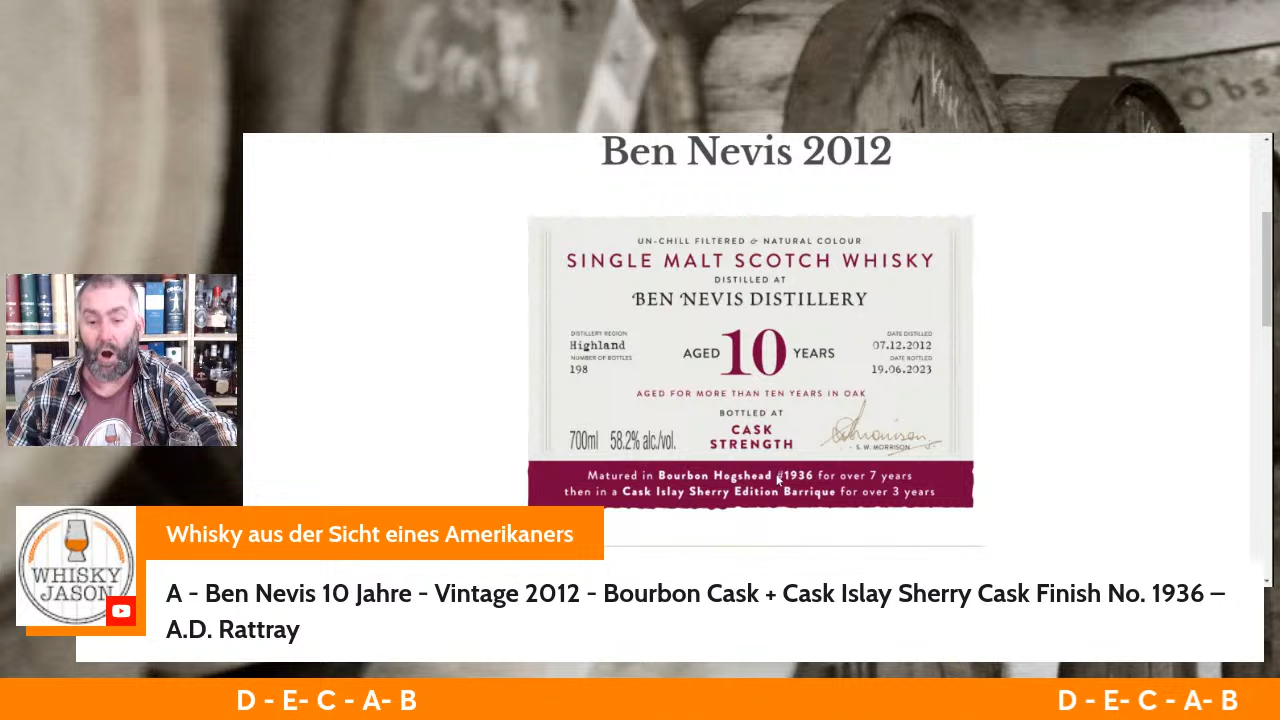 Ben Nevis 2012
UN-CHILL FILTERED & NATURAL COLOUR
SINGLE MALT SCOTCH WHISKY
DISTILLED AT
BEN NEVIS DISTILLERY
DISTILLERY REGION
Highland
NUMBER OF BOTTLES
198
AGED 10 YEARS
DATE DISTILLED
07.12.2012
DATE BOTTLED
19.06.2023
AGED FOR MORE THAN TEN YEARS IN OAK
BOTTLED AT
CASK
STRENGTH
700ml 58.2% alc./vol.
S.W. MORRISON
Matured in Bourbon Hogshead #1936 for over 7 years
then in a Cask Islay Sherry Edition Barrique for over 3 years
Whisky aus der Sicht eines Amerikaners
WHISKY
JASON
A - Ben Nevis 10 Jahre - Vintage 2012 - Bourbon Cask + Cask Islay Sherry Cask Finish No. 1936 –
A.D. Rattray
D - E- C - A- B
D - E- C - A- B